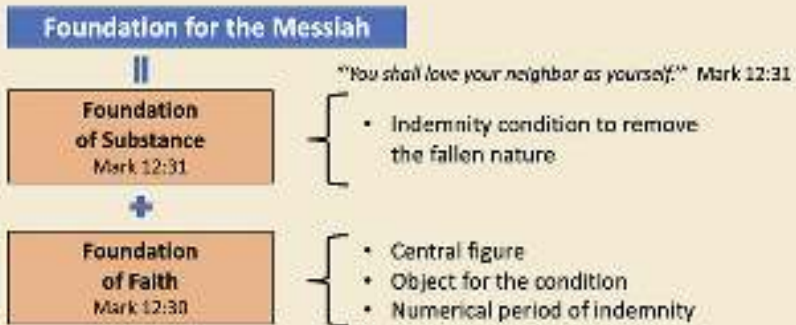 Foundation for the Messiah
"You shall love your neighbor as yourself." Mark 12:31
Foundation
of Substance
Mark 12:31
• Indemnity condition to remove
the fallen nature
Foundation
of Faith
Mark 12:30
• Central figure
• Object for the condition
• Numerical period of indemnity